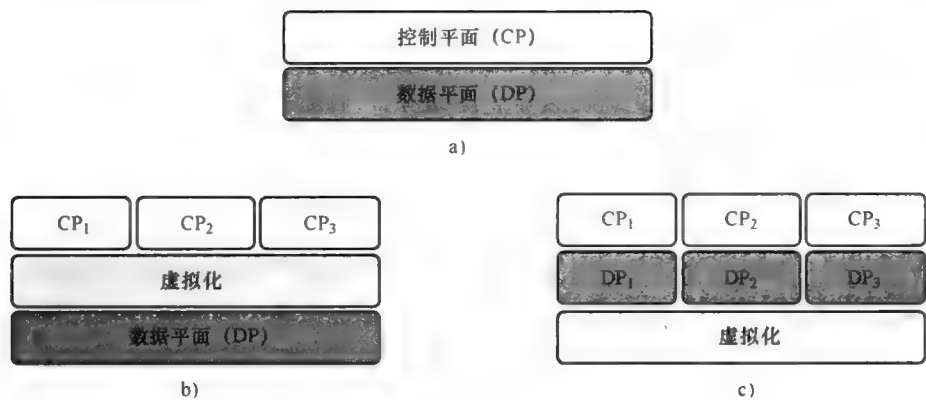 控制平面（CP）
数据平面（DP）
a）
CP₁ CP₂ CP₃
虚拟化
数据平面（DP）
b）
CP₁ CP₂ CP₃
DP₁ DP₂ DP₃
虚拟化
c）